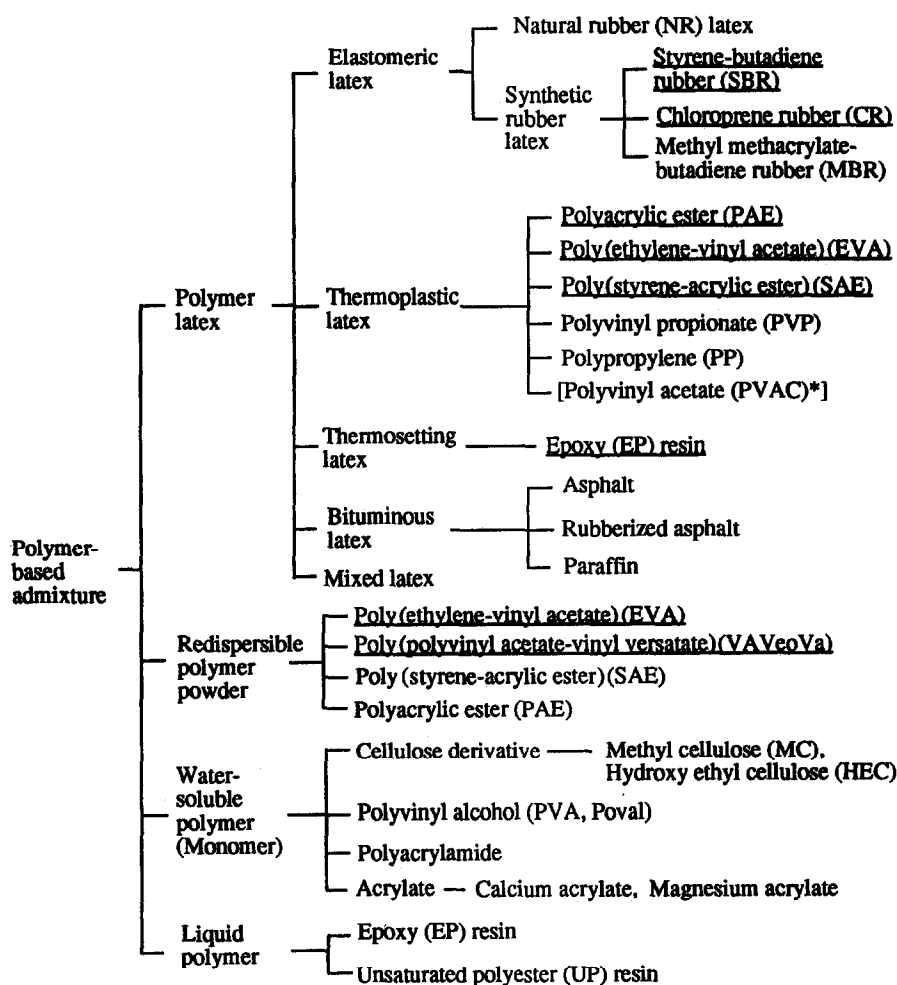 Natural rubber (NR) latex
Elastomeric
latex
Styrene-butadiene
rubber (SBR)
Synthetic
rubber
latex
Chloroprene rubber (CR)
Methyl methacrylate-
butadiene rubber (MBR)
Polyacrylic ester (PAE)
Poly(ethylene-vinyl acetate)(EVA)
Poly(styrene-acrylic ester)(SAE)
Polymer
latex
Thermoplastic
latex
Polyvinyl propionate (PVP)
Polypropylene (PP)
[Polyvinyl acetate (PVAC)*]
Thermosetting
latex
Epoxy (EP) resin
Asphalt
Bituminous
latex
Rubberized asphalt
Paraffin
Mixed latex
Polymer-
based
admixture
Poly(ethylene-vinyl acetate)(EVA)
Redispersible
polymer
powder
Poly(polyvinyl acetate-vinyl versatate)(VAVeoVa)
Poly(styrene-acrylic ester)(SAE)
Polyacrylic ester (PAE)
Cellulose derivative
Methyl cellulose (MC),
Hydroxy ethyl cellulose (HEC)
Water-
soluble
polymer
(Monomer)
Polyvinyl alcohol (PVA, Poval)
Polyacrylamide
Acrylate
Calcium acrylate, Magnesium acrylate
Liquid
polymer
Epoxy (EP) resin
Unsaturated polyester (UP) resin